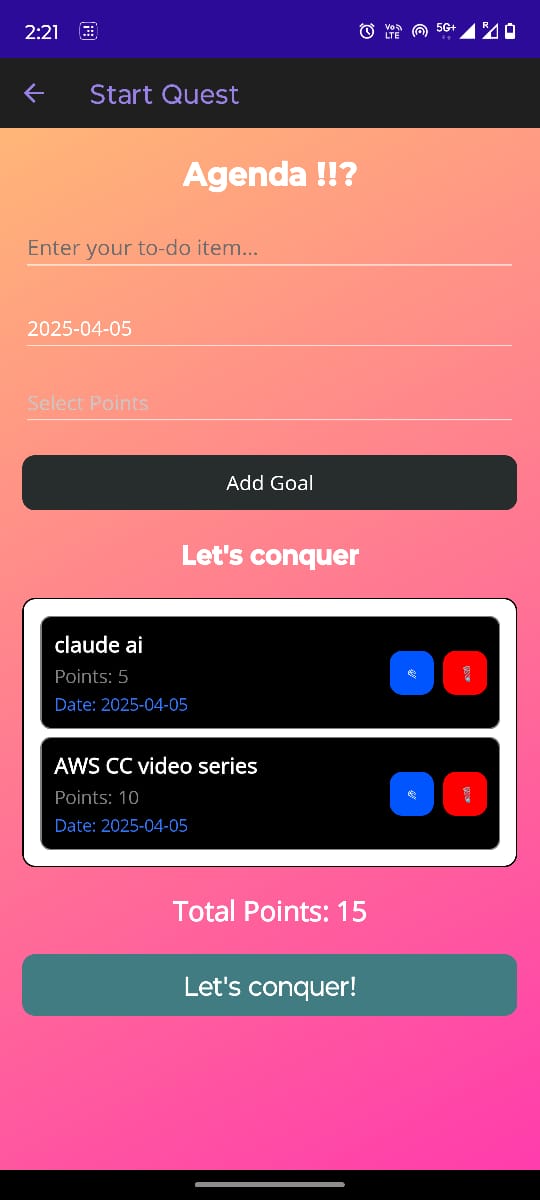 2:21
VoLTE 5G+ R
Start Quest
Agenda !!?
Enter your to-do item...
2025-04-05
Select Points
Add Goal
Let's conquer
claude ai
Points: 5
Date: 2025-04-05
AWS CC video series
Points: 10
Date: 2025-04-05
Total Points: 15
Let's conquer!